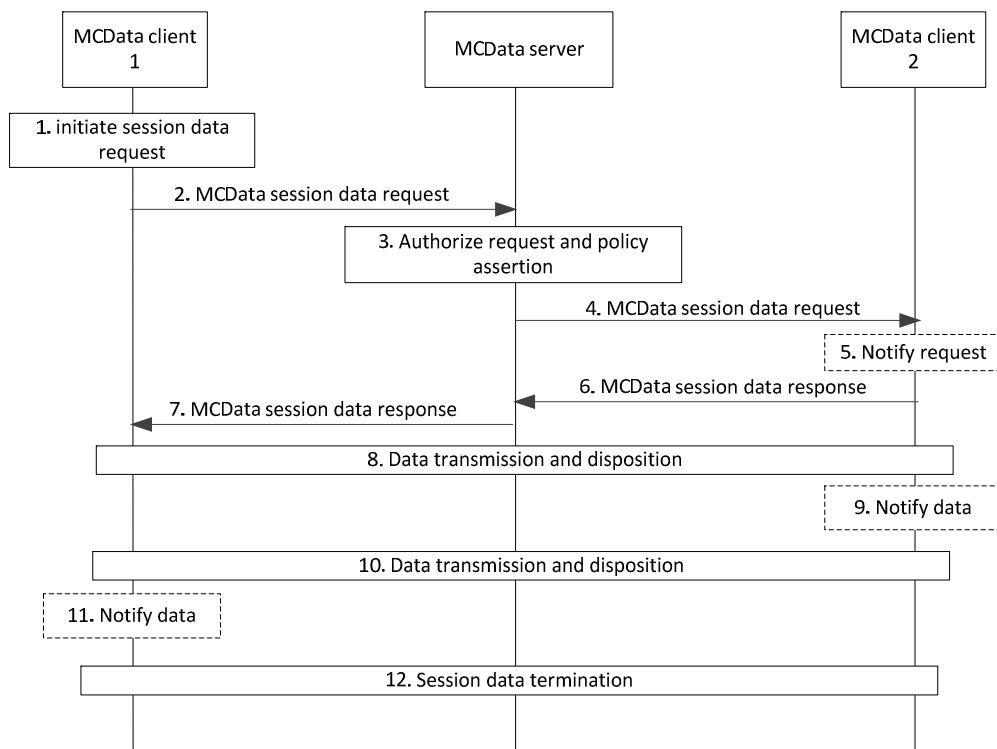 MCData client
1
MCData server
MCData client
2
1. initiate session data
request
2. MCData session data request
3. Authorize request and policy
assertion
4. MCData session data request
5. Notify request
6. MCData session data response
7. MCData session data response
8. Data transmission and disposition
9. Notify data
10. Data transmission and disposition
11. Notify data
12. Session data termination